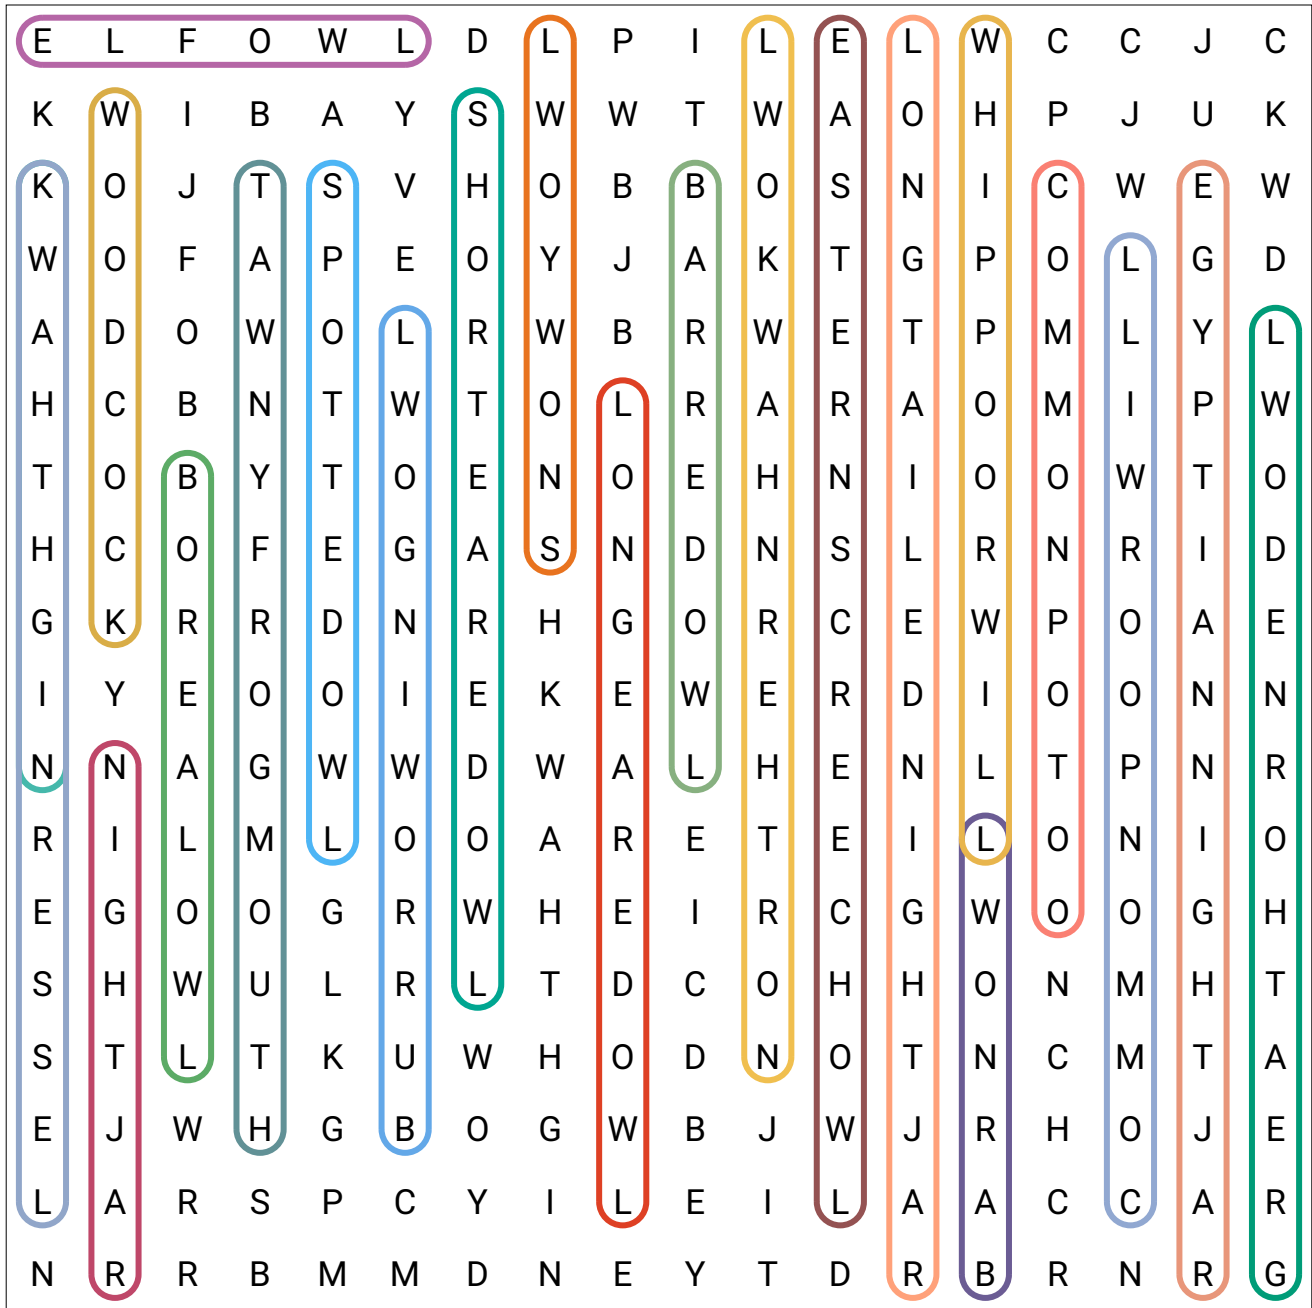 E L F O W L D L P I L E L W C C J C
K W I B A Y S W W T W A O H P J U K
K O J T S V H O B B O S N I C W E W
W O F A P E O Y J A K T G P O L G D
A D O W O L R W B R W E T P M L Y L
H C B N T W T O L R A R A O M I P W
T O B Y T O E N O E H N I O O W T O
H C O F E G A S N D N S L R N R I D
G K R R D N R H G O R C E W P O A E
I Y E O O I E K E W E R D I O O N N
N N A G W W D W A L H E N L T P N R
R I L M L O O A R E T E I L O N I O
E G O O G R W H E I R C G W O O G H
S H W U L R L T D C O H H O N M H T
S T L T K U W H O D N O T N C M T A
E J W H G B O G W B J W J R H O J E
L A R S P C Y I L E I L A A C C A R
N R R B M M D N E Y T D R B R N R G